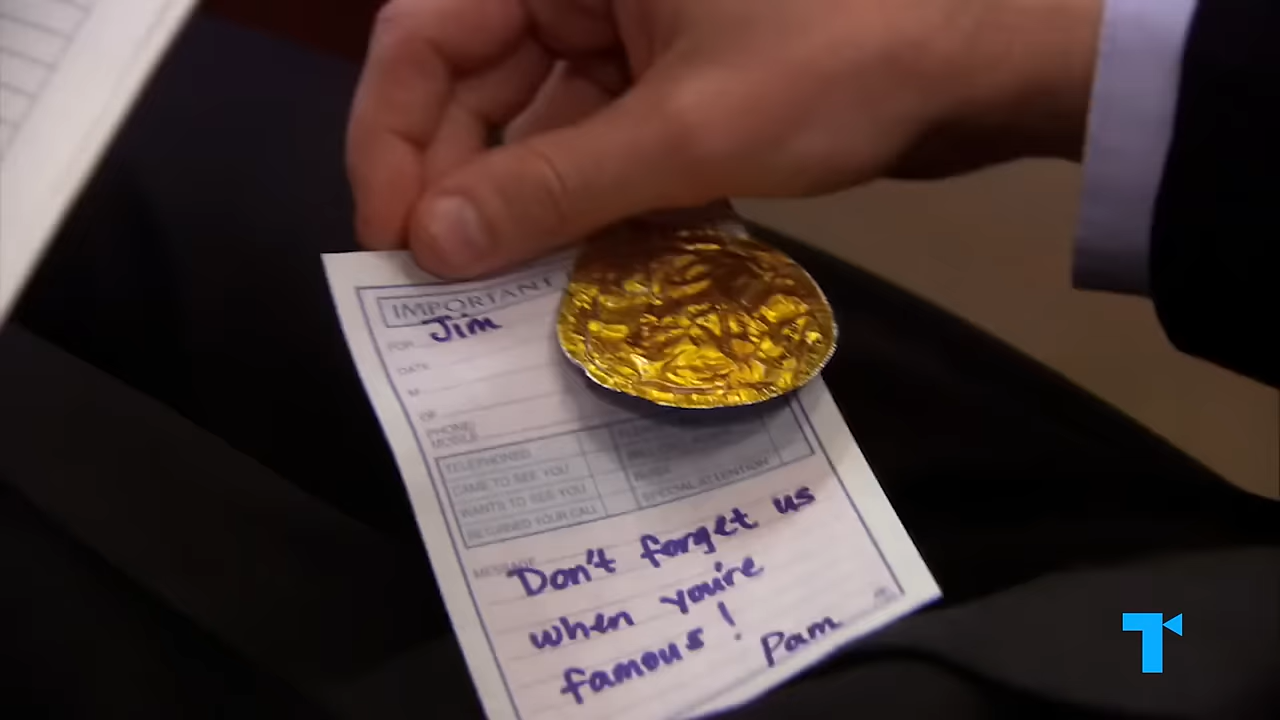 IMPORTANT
FOR Jim
DATE
M
OF
PHONE
MOBILE
TELEPHONED
CAME TO SEE YOU
WANTS TO SEE YOU
RETURNED YOUR CALL
SPECIAL ATTENTION
MESSAGE
Don't forget us
when you're
famous!
Pam